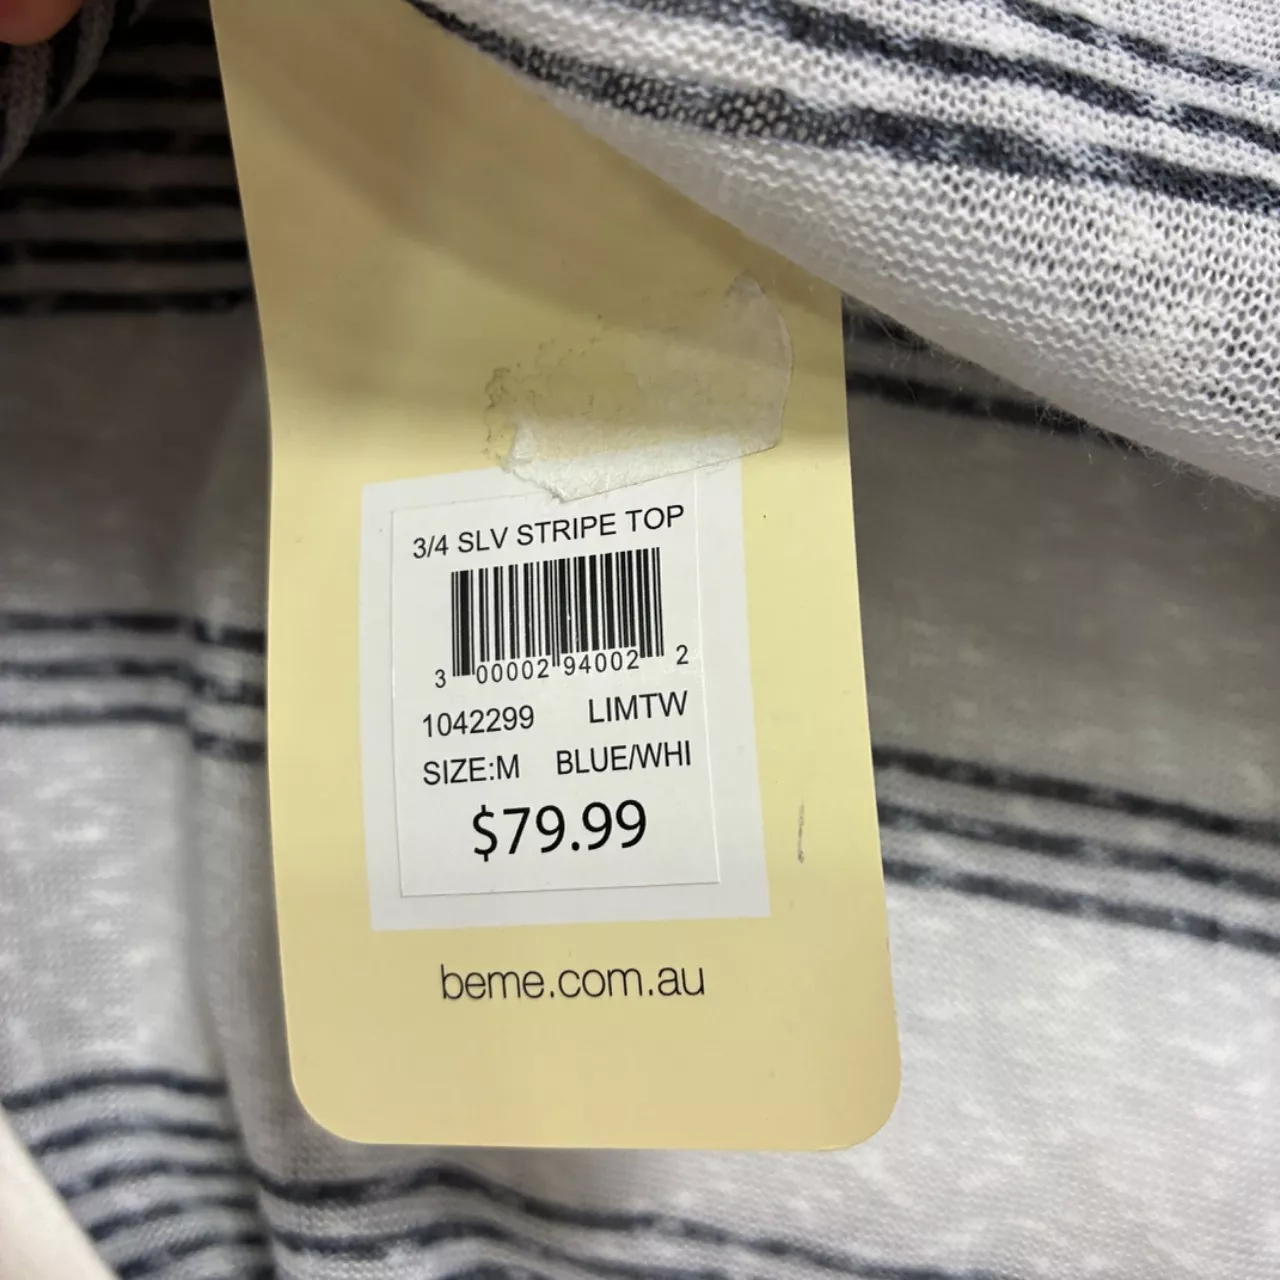 3/4 SLV STRIPE TOP
3 00002 94002 2
1042299 LIMTW
SIZE:M BLUE/WHI
$79.99
beme.com.au